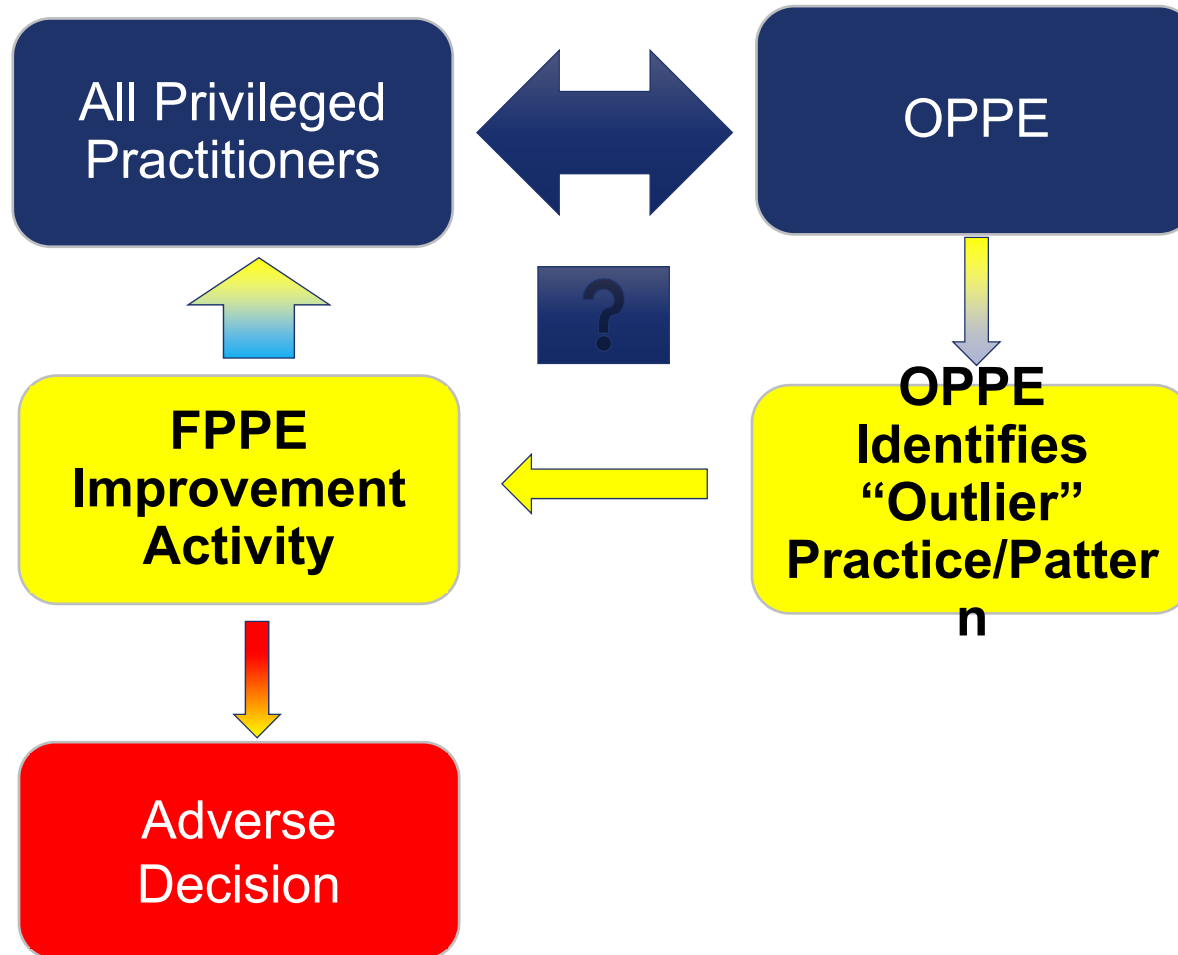 All Privileged
Practitioners
OPPE
?
OPPE
Identifies
“Outlier”
Practice/Patter
n
FPPE
Improvement
Activity
Adverse
Decision